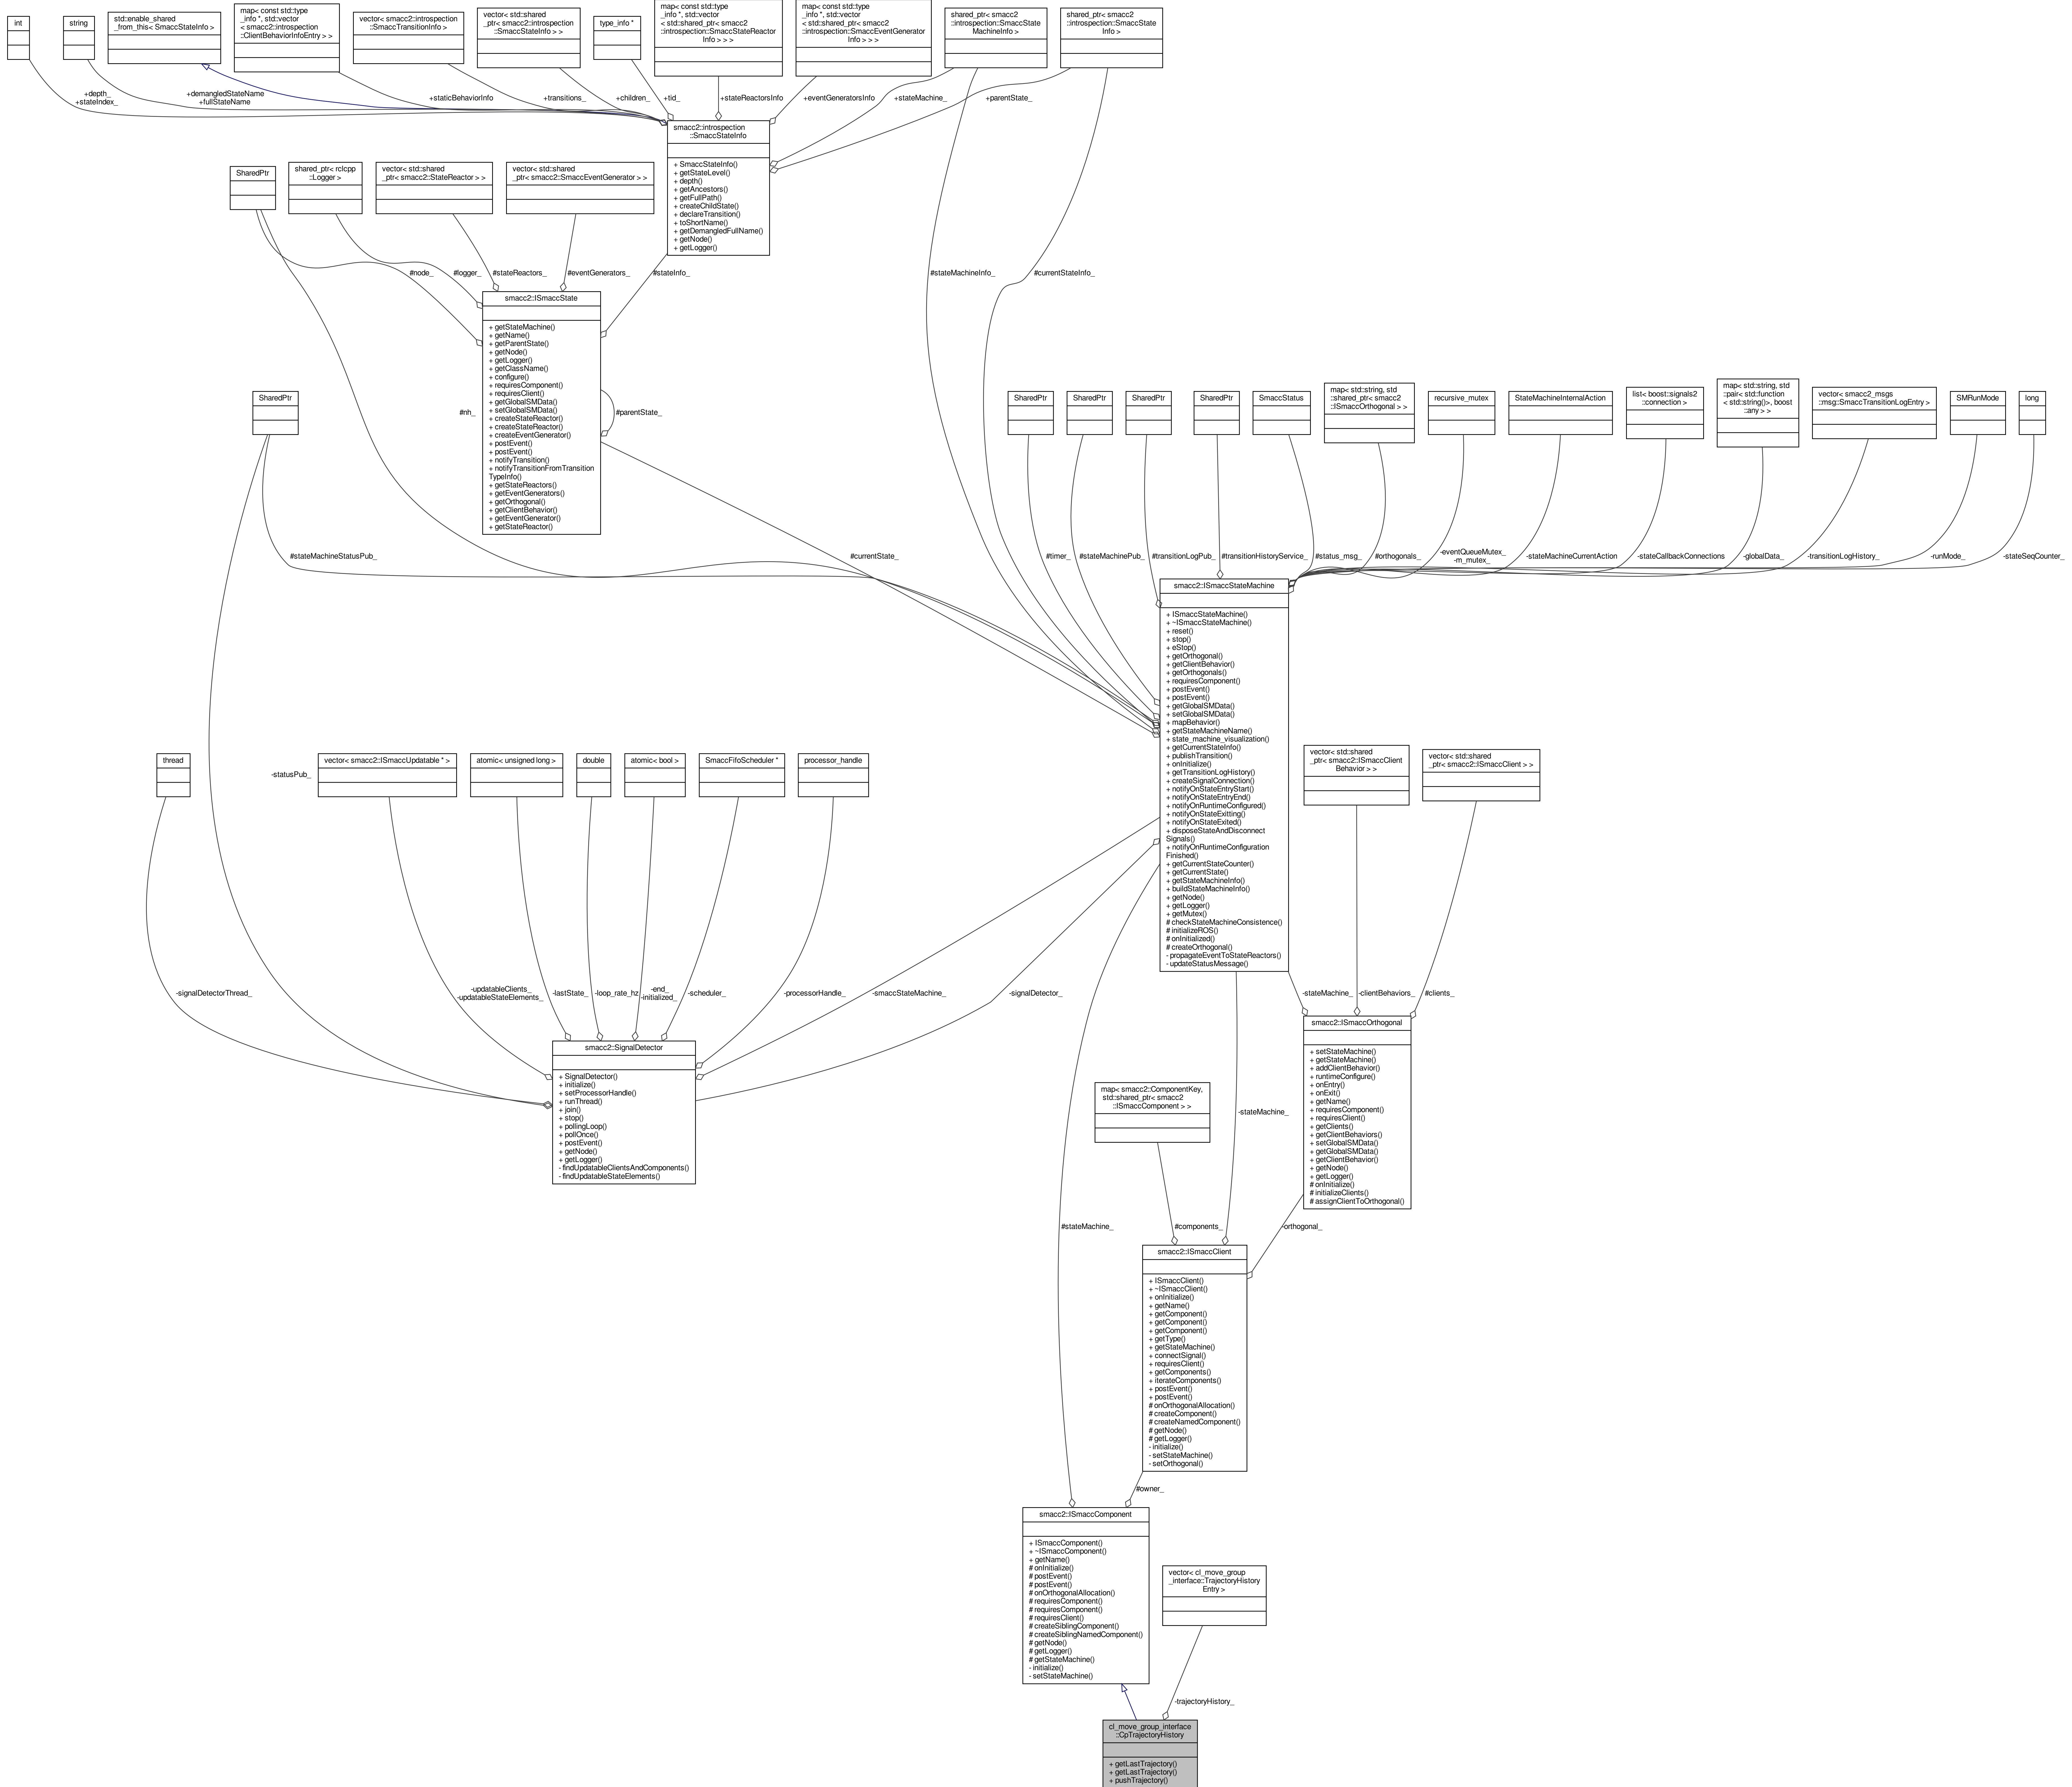 int
string
std::enable_shared
_from_this< SmaccStateInfo >
map< const std::type
_info *, std::vector
< smacc2::introspection
::ClientBehaviorInfoEntry > >
vector< smacc2::introspection
::SmaccTransitionInfo >
vector< std::shared
_ptr< smacc2::introspection
::SmaccStateInfo > >
type_info *
map< const std::type
_info *, std::vector
< std::shared_ptr< smacc2
::introspection::SmaccStateReactor
Info > > >
map< const std::type
_info *, std::vector
< std::shared_ptr< smacc2
::introspection::SmaccEventGenerator
Info > > >
shared_ptr< smacc2
::introspection::SmaccState
MachineInfo >
shared_ptr< smacc2
::introspection::SmaccState
Info >
+depth_
+stateIndex_
+demangledStateName
+fullStateName
+staticBehaviorInfo
+transitions_
+children_
+tid_
+stateReactorsInfo
+eventGeneratorsInfo
+stateMachine_
+parentState_
smacc2::introspection
::SmaccStateInfo
+ SmaccStateInfo()
+ getStateLevel()
+ depth()
+ getAncestors()
+ getFullPath()
+ createChildState()
+ declareTransition()
+ toShortName()
+ getDemangledFullName()
+ getNode()
+ getLogger()
SharedPtr
shared_ptr< rclcpp
::Logger >
vector< std::shared
_ptr< smacc2::StateReactor > >
vector< std::shared
_ptr< smacc2::SmaccEventGenerator > >
#node_
#logger_
#stateReactors_
#eventGenerators_
#stateInfo_
#stateMachineInfo_
#currentStateInfo_
smacc2::ISmaccState
+ getStateMachine()
+ getName()
+ getParentState()
+ getNode()
+ getLogger()
+ getClassName()
+ configure()
+ requiresComponent()
+ requiresClient()
+ getGlobalSMData()
+ setGlobalSMData()
+ createStateReactor()
+ createStateReactor()
+ createEventGenerator()
+ postEvent()
+ postEvent()
+ notifyTransition()
+ notifyTransitionFromTransition
TypeInfo()
+ getStateReactors()
+ getEventGenerators()
+ getOrthogonal()
+ getClientBehavior()
+ getEventGenerator()
+ getStateReactor()
#nh_
#parentState_
SharedPtr
SharedPtr
SharedPtr
SharedPtr
SharedPtr
SmaccStatus
map< std::string, std
::shared_ptr< smacc2
::ISmaccOrthogonal > >
recursive_mutex
StateMachineInternalAction
list< boost::signals2
::connection >
map< std::string, std
::pair< std::function
< std::string()>, boost
::any > >
vector< smacc2_msgs
::msg::SmaccTransitionLogEntry >
SMRunMode
long
#stateMachineStatusPub_
#currentState_
#timer_
#stateMachinePub_
#transitionLogPub_
#transitionHistoryService_
#status_msg_
#orthogonals_
-eventQueueMutex_
-m_mutex_
-stateMachineCurrentAction
-stateCallbackConnections
-globalData_
-transitionLogHistory_
-runMode_
-stateSeqCounter_
smacc2::ISmaccStateMachine
+ ISmaccStateMachine()
+ ~ISmaccStateMachine()
+ reset()
+ stop()
+ eStop()
+ getOrthogonal()
+ getClientBehavior()
+ getOrthogonals()
+ requiresComponent()
+ postEvent()
+ postEvent()
+ getGlobalSMData()
+ setGlobalSMData()
+ mapBehavior()
+ getStateMachineName()
+ state_machine_visualization()
+ getCurrentStateInfo()
+ publishTransition()
+ onInitialize()
+ getTransitionLogHistory()
+ createSignalConnection()
+ notifyOnStateEntryStart()
+ notifyOnStateEntryEnd()
+ notifyOnRuntimeConfigured()
+ notifyOnStateExitting()
+ notifyOnStateExited()
+ disposeStateAndDisconnect
Signals()
+ notifyOnRuntimeConfiguration
Finished()
+ getCurrentStateCounter()
+ getCurrentState()
+ getStateMachineInfo()
+ buildStateMachineInfo()
+ getNode()
+ getLogger()
+ getMutex()
# checkStateMachineConsistence()
# initializeROS()
# onInitialized()
# createOrthogonal()
- propagateEventToStateReactors()
- updateStatusMessage()
thread
-statusPub_
vector< smacc2::ISmaccUpdatable * >
atomic< unsigned long >
double
atomic< bool >
SmaccFifoScheduler *
processor_handle
vector< std::shared
_ptr< smacc2::ISmaccClient
Behavior > >
vector< std::shared
_ptr< smacc2::ISmaccClient > >
-signalDetectorThread_
-updatableClients_
-updatableStateElements_
-lastState_
-loop_rate_hz
-end_
-initialized_
-scheduler_
-processorHandle_
-smaccStateMachine_
-signalDetector_
-stateMachine_
-clientBehaviors_
#clients_
smacc2::SignalDetector
+ SignalDetector()
+ initialize()
+ setProcessorHandle()
+ runThread()
+ join()
+ stop()
+ pollingLoop()
+ pollOnce()
+ postEvent()
+ getNode()
+ getLogger()
- findUpdatableClientsAndComponents()
- findUpdatableStateElements()
smacc2::ISmaccOrthogonal
+ setStateMachine()
+ getStateMachine()
+ addClientBehavior()
+ runtimeConfigure()
+ onEntry()
+ onExit()
+ getName()
+ requiresComponent()
+ requiresClient()
+ getClients()
+ getClientBehaviors()
+ setGlobalSMData()
+ getGlobalSMData()
+ getClientBehavior()
+ getNode()
+ getLogger()
# onInitialize()
# initializeClients()
# assignClientToOrthogonal()
map< smacc2::ComponentKey,
std::shared_ptr< smacc2
::ISmaccComponent > >
-stateMachine_
#stateMachine_
#components_
-orthogonal_
smacc2::ISmaccClient
+ ISmaccClient()
+ ~ISmaccClient()
+ onInitialize()
+ getName()
+ getComponent()
+ getComponent()
+ getComponent()
+ getType()
+ getStateMachine()
+ connectSignal()
+ requiresClient()
+ getComponents()
+ iterateComponents()
+ postEvent()
+ postEvent()
# onOrthogonalAllocation()
# createComponent()
# createNamedComponent()
# getNode()
# getLogger()
- initialize()
- setStateMachine()
- setOrthogonal()
#owner_
smacc2::ISmaccComponent
+ ISmaccComponent()
+ ~ISmaccComponent()
+ getName()
# onInitialize()
# postEvent()
# postEvent()
# onOrthogonalAllocation()
# requiresComponent()
# requiresComponent()
# requiresClient()
# createSiblingComponent()
# createSiblingNamedComponent()
# getNode()
# getLogger()
# getStateMachine()
- initialize()
- setStateMachine()
vector< cl_move_group
_interface::TrajectoryHistory
Entry >
-trajectoryHistory_
cl_move_group_interface
::CpTrajectoryHistory
+ getLastTrajectory()
+ getLastTrajectory()
+ pushTrajectory()